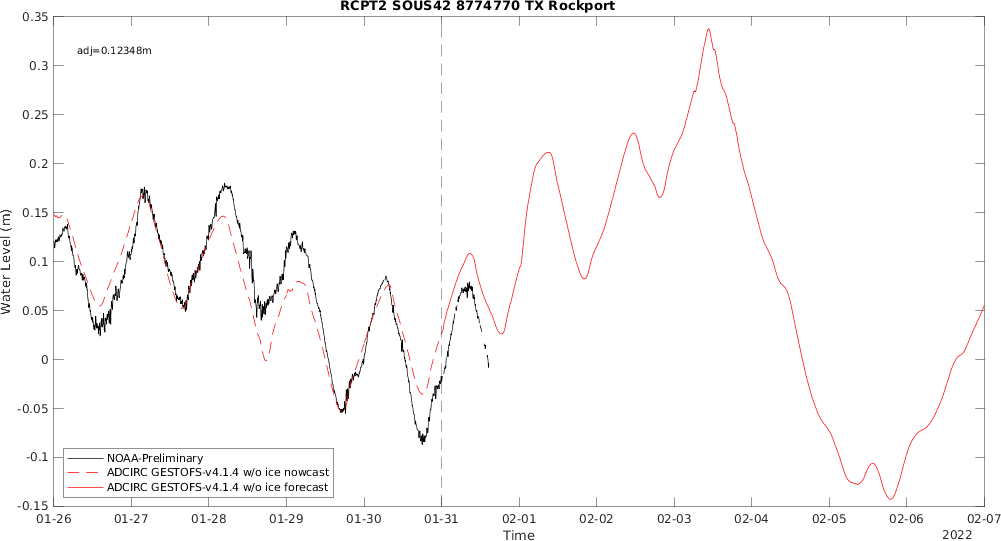 RCPT2 SOUS42 8774770 TX Rockport
adj=0.12348m
0.35
0.3
0.25
0.2
0.15
0.1
0.05
0
-0.05
-0.1
-0.15
Water Level (m)
NOAA-Preliminary
ADCIRC GESTOFS-v4.1.4 w/o ice nowcast
ADCIRC GESTOFS-v4.1.4 w/o ice forecast
01-26 01-27 01-28 01-29 01-30 01-31 02-01 02-02 02-03 02-04 02-05 02-06 02-07
Time
2022